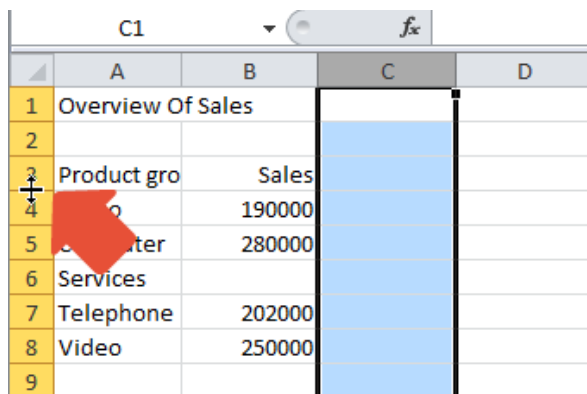 C1 fx
A B C D
1 Overview Of Sales
2
3 Product gro Sales
4 190000
5 280000
6 Services
7 Telephone 202000
8 Video 250000
9